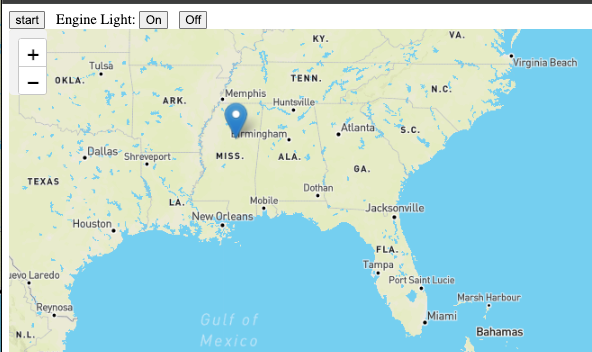 start Engine Light: On Off
+
−
KY.
VA.
Tulsa
Virginia Beach
OKLA.
TENN.
N.C.
Memphis
ARK.
Huntsville
Birmingham
Atlanta
S.C.
Dallas
Shreveport
MISS.
ALA.
GA.
TEXAS
Dothan
LA.
Mobile
Jacksonville
New Orleans
Houston
FLA.
Tampa
uevo Laredo
Port Saint Lucie
Marsh Harbour
Reynosa
Miami
Gulf of
Mexico
N.L.
Bahamas